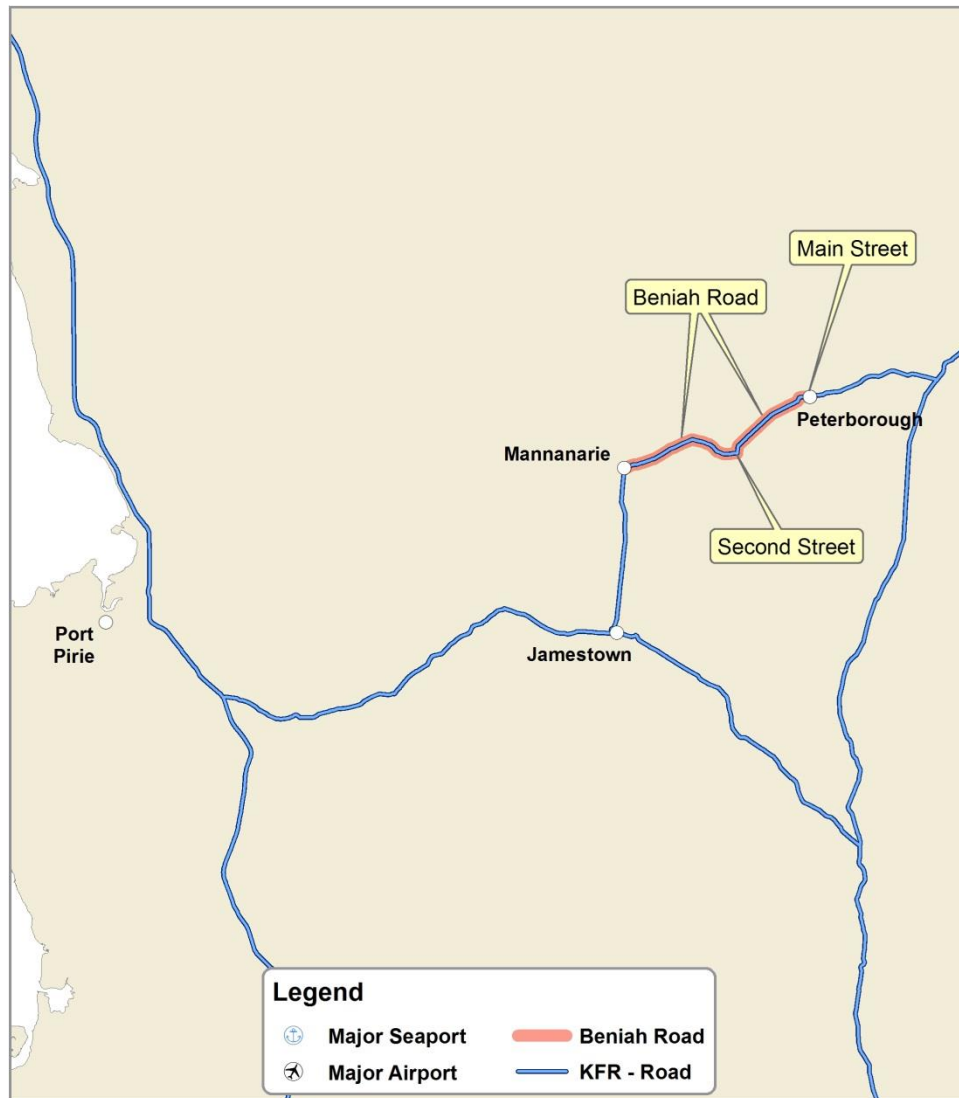 Main Street
Beniah Road
Peterborough
Mannanarie
Second Street
Port
Pirie
Jamestown
Legend
Major Seaport
Beniah Road
Major Airport
KFR - Road